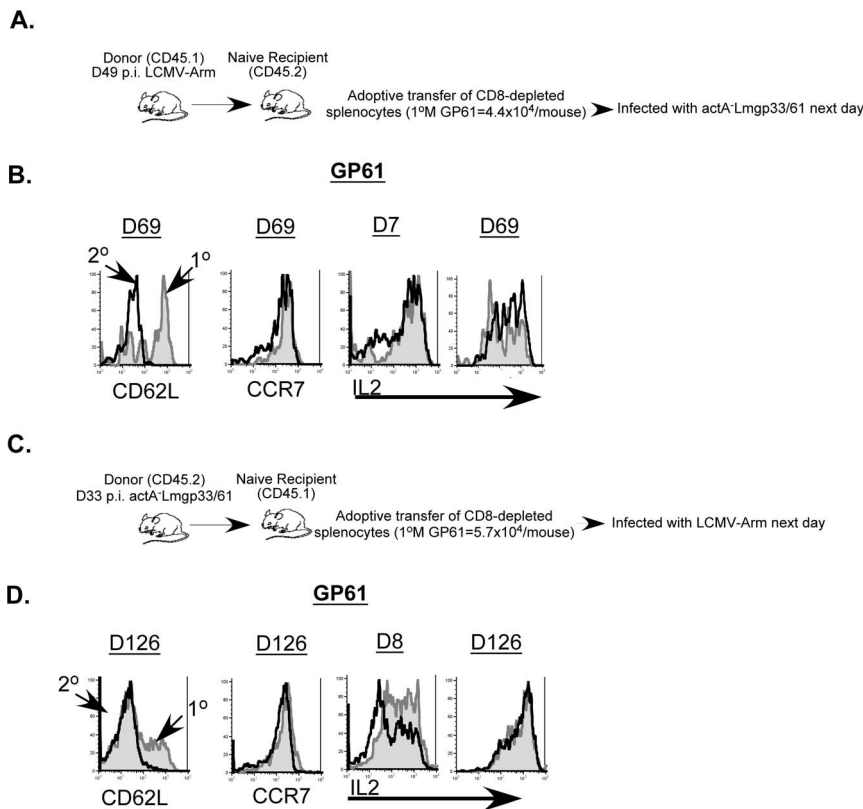 A.
Donor (CD45.1)
D49 p.i. LCMV-Arm
Naive Recipient
(CD45.2)
Adoptive transfer of CD8-depleted
splenocytes (1ºM GP61=4.4x10⁴/mouse)
Infected with actA⁻Lmgp33/61 next day
B.
GP61
D69
D69
D7
D69
2º
1º
CD62L
CCR7
IL2
C.
Donor (CD45.2)
D33 p.i. actA⁻Lmgp33/61
Naive Recipient
(CD45.1)
Adoptive transfer of CD8-depleted
splenocytes (1ºM GP61=5.7x10⁴/mouse)
Infected with LCMV-Arm next day
D.
GP61
D126
D126
D8
D126
2º
1º
CD62L
CCR7
IL2